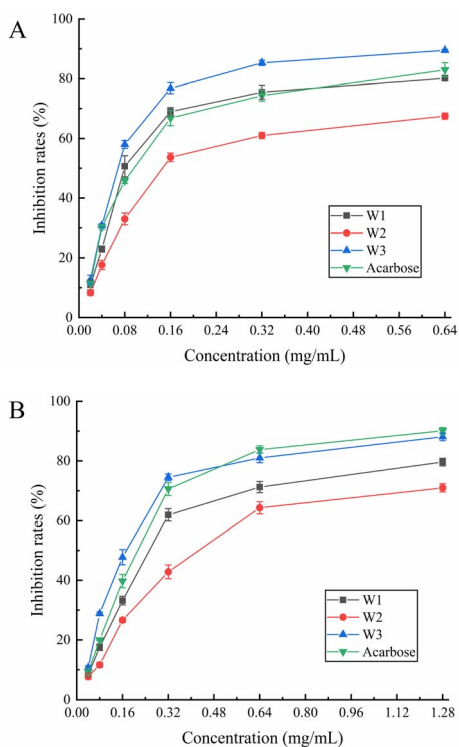 A
100
80
60
40
20
0
Inhibition rates (%)
W1
W2
W3
Acarbose
0.00 0.08 0.16 0.24 0.32 0.40 0.48 0.56 0.64
Concentration (mg/mL)
B
100
80
60
40
20
0
Inhibition rates (%)
W1
W2
W3
Acarbose
0.00 0.16 0.32 0.48 0.64 0.80 0.96 1.12 1.28
Concentration (mg/mL)